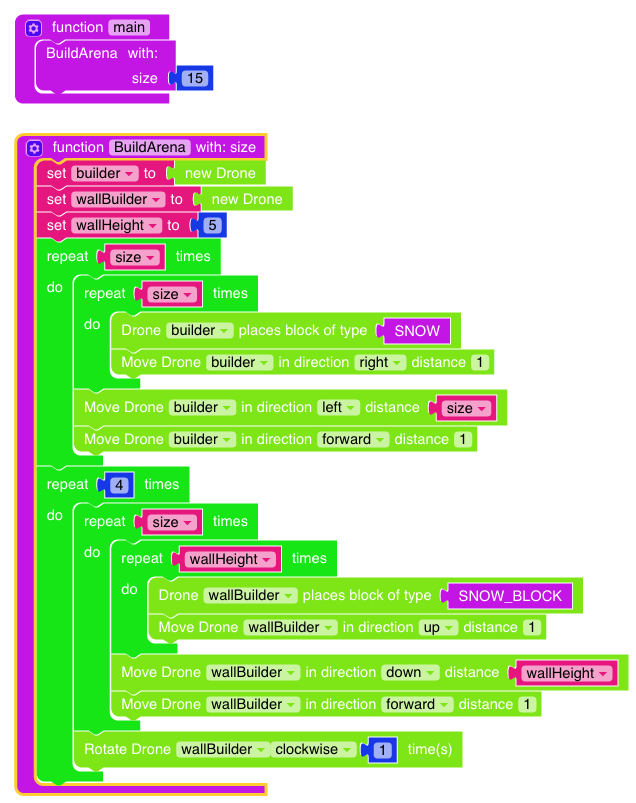 function main
BuildArena with:
size 15
function BuildArena with: size
set builder to new Drone
set wallBuilder to new Drone
set wallHeight to 5
repeat size times
do repeat size times
do Drone builder places block of type SNOW
Move Drone builder in direction right distance 1
Move Drone builder in direction left distance size
Move Drone builder in direction forward distance 1
repeat 4 times
do repeat size times
do repeat wallHeight times
do Drone wallBuilder places block of type SNOW_BLOCK
Move Drone wallBuilder in direction up distance 1
Move Drone wallBuilder in direction down distance wallHeight
Move Drone wallBuilder in direction forward distance 1
Rotate Drone wallBuilder clockwise 1 time(s)